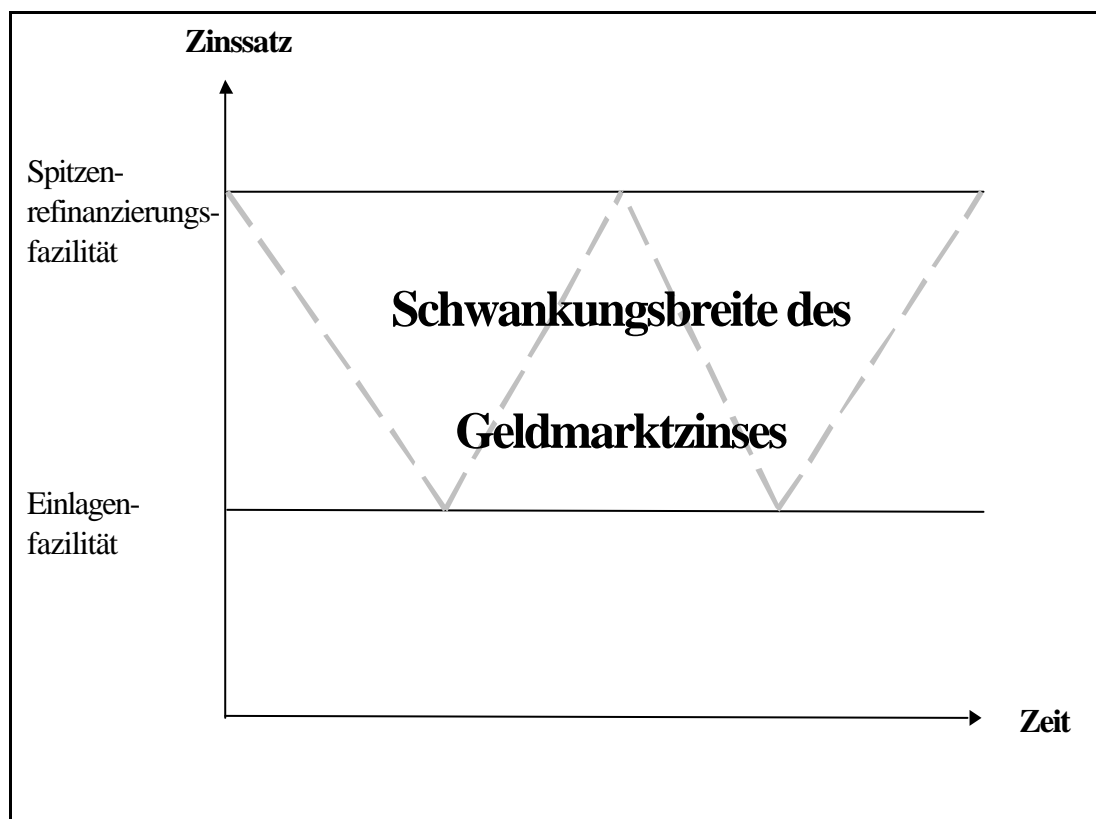 Zinssatz
Spitzen-
refinanzierungs-
fazilität
Schwankungsbreite des
Geldmarktzinses
Einlagen-
fazilität
Zeit